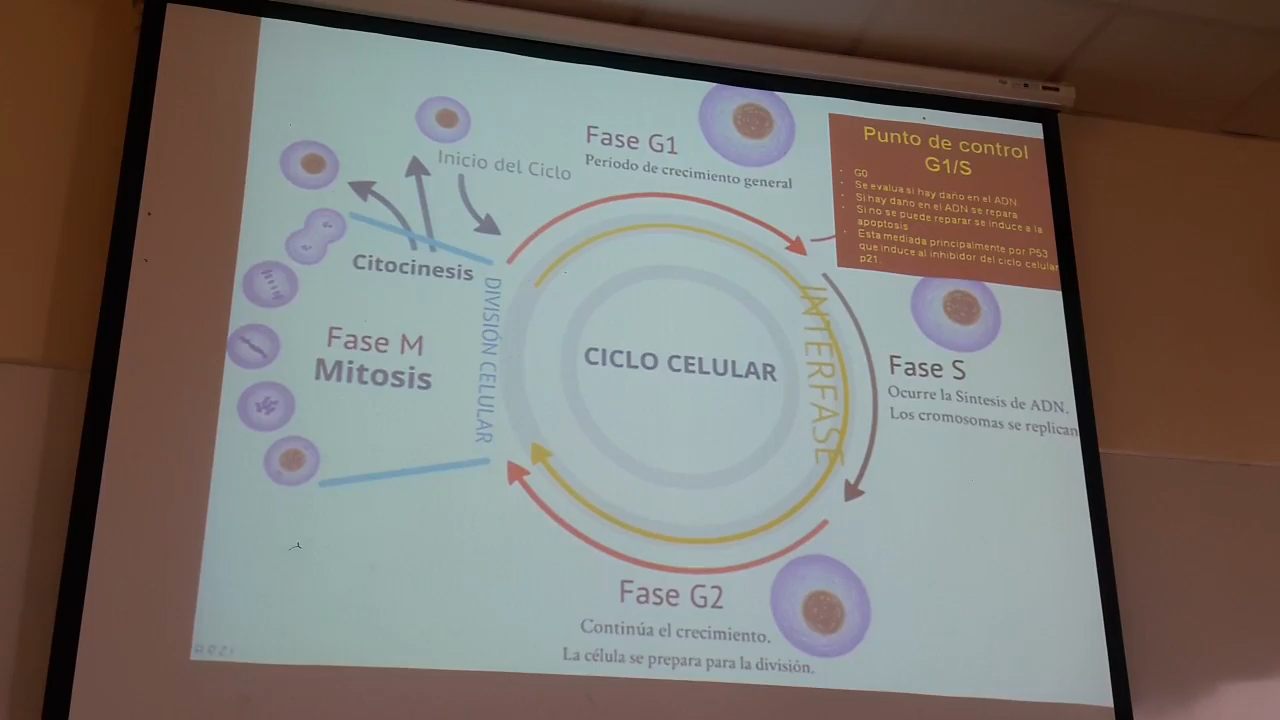 Inicio del Ciclo
Fase G1
Período de crecimiento general
Punto de control
G1/S
G0
Se evalua si hay daño en el ADN
Si hay daño en el ADN se repara
Si no se puede reparar se induce a la
apoptosis
Esta mediada principalmente por P53
que induce al inhibidor del ciclo celular
p21.
Citocinesis
DIVISIÓN CELULAR
Fase M
Mitosis
CICLO CELULAR
INTERFASE
Fase S
Ocurre la Síntesis de ADN.
Los cromosomas se replican
Fase G2
Continúa el crecimiento.
La célula se prepara para la división.